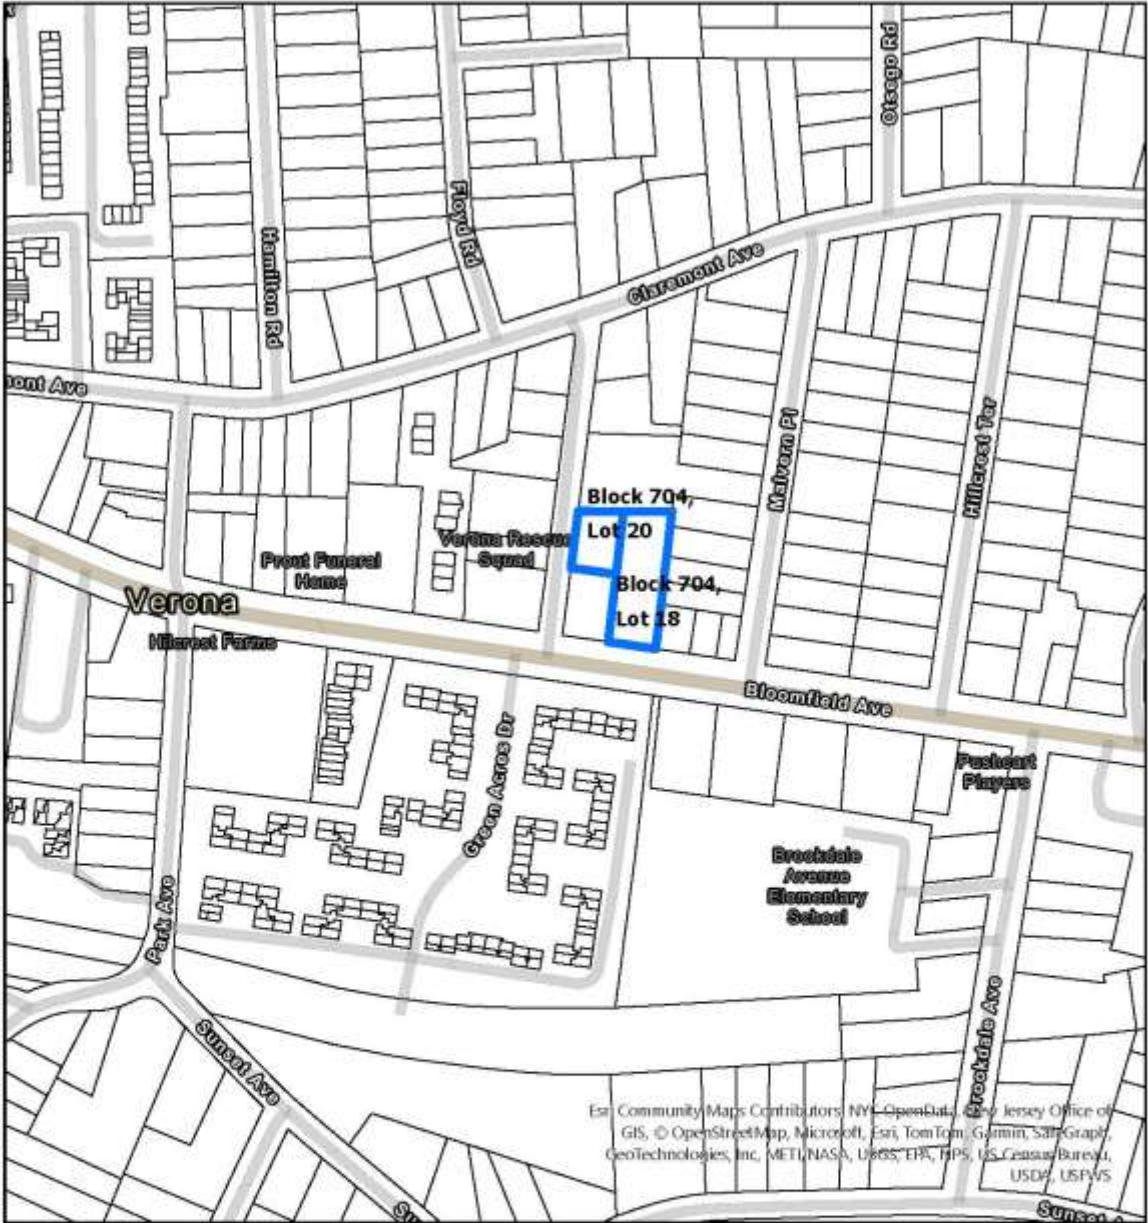 Otsego Rd
Floyd Rd
Hamilton Rd
Claremont Ave
mont Ave
Malvern Pl
Hillcrest Ter
Block 704,
Lot 20
Verona Rescue
Squad
Prout Funeral
Home
Block 704,
Lot 18
Verona
Hilcrest Farms
Bloomfield Ave
Green Acres Dr
Pushcart
Players
Brookdale
Avenue
Elementary
School
Park Ave
Sunset Ave
Brookdale Ave
Esri Community Maps Contributors, NYC OpenData, New Jersey Office of
GIS, © OpenStreetMap, Microsoft, Esri, TomTom, Garmin, SafeGraph,
GeoTechnologies, Inc, METI/NASA, USGS, EPA, NPS, US Census Bureau,
USDA, USFWS
Sunset